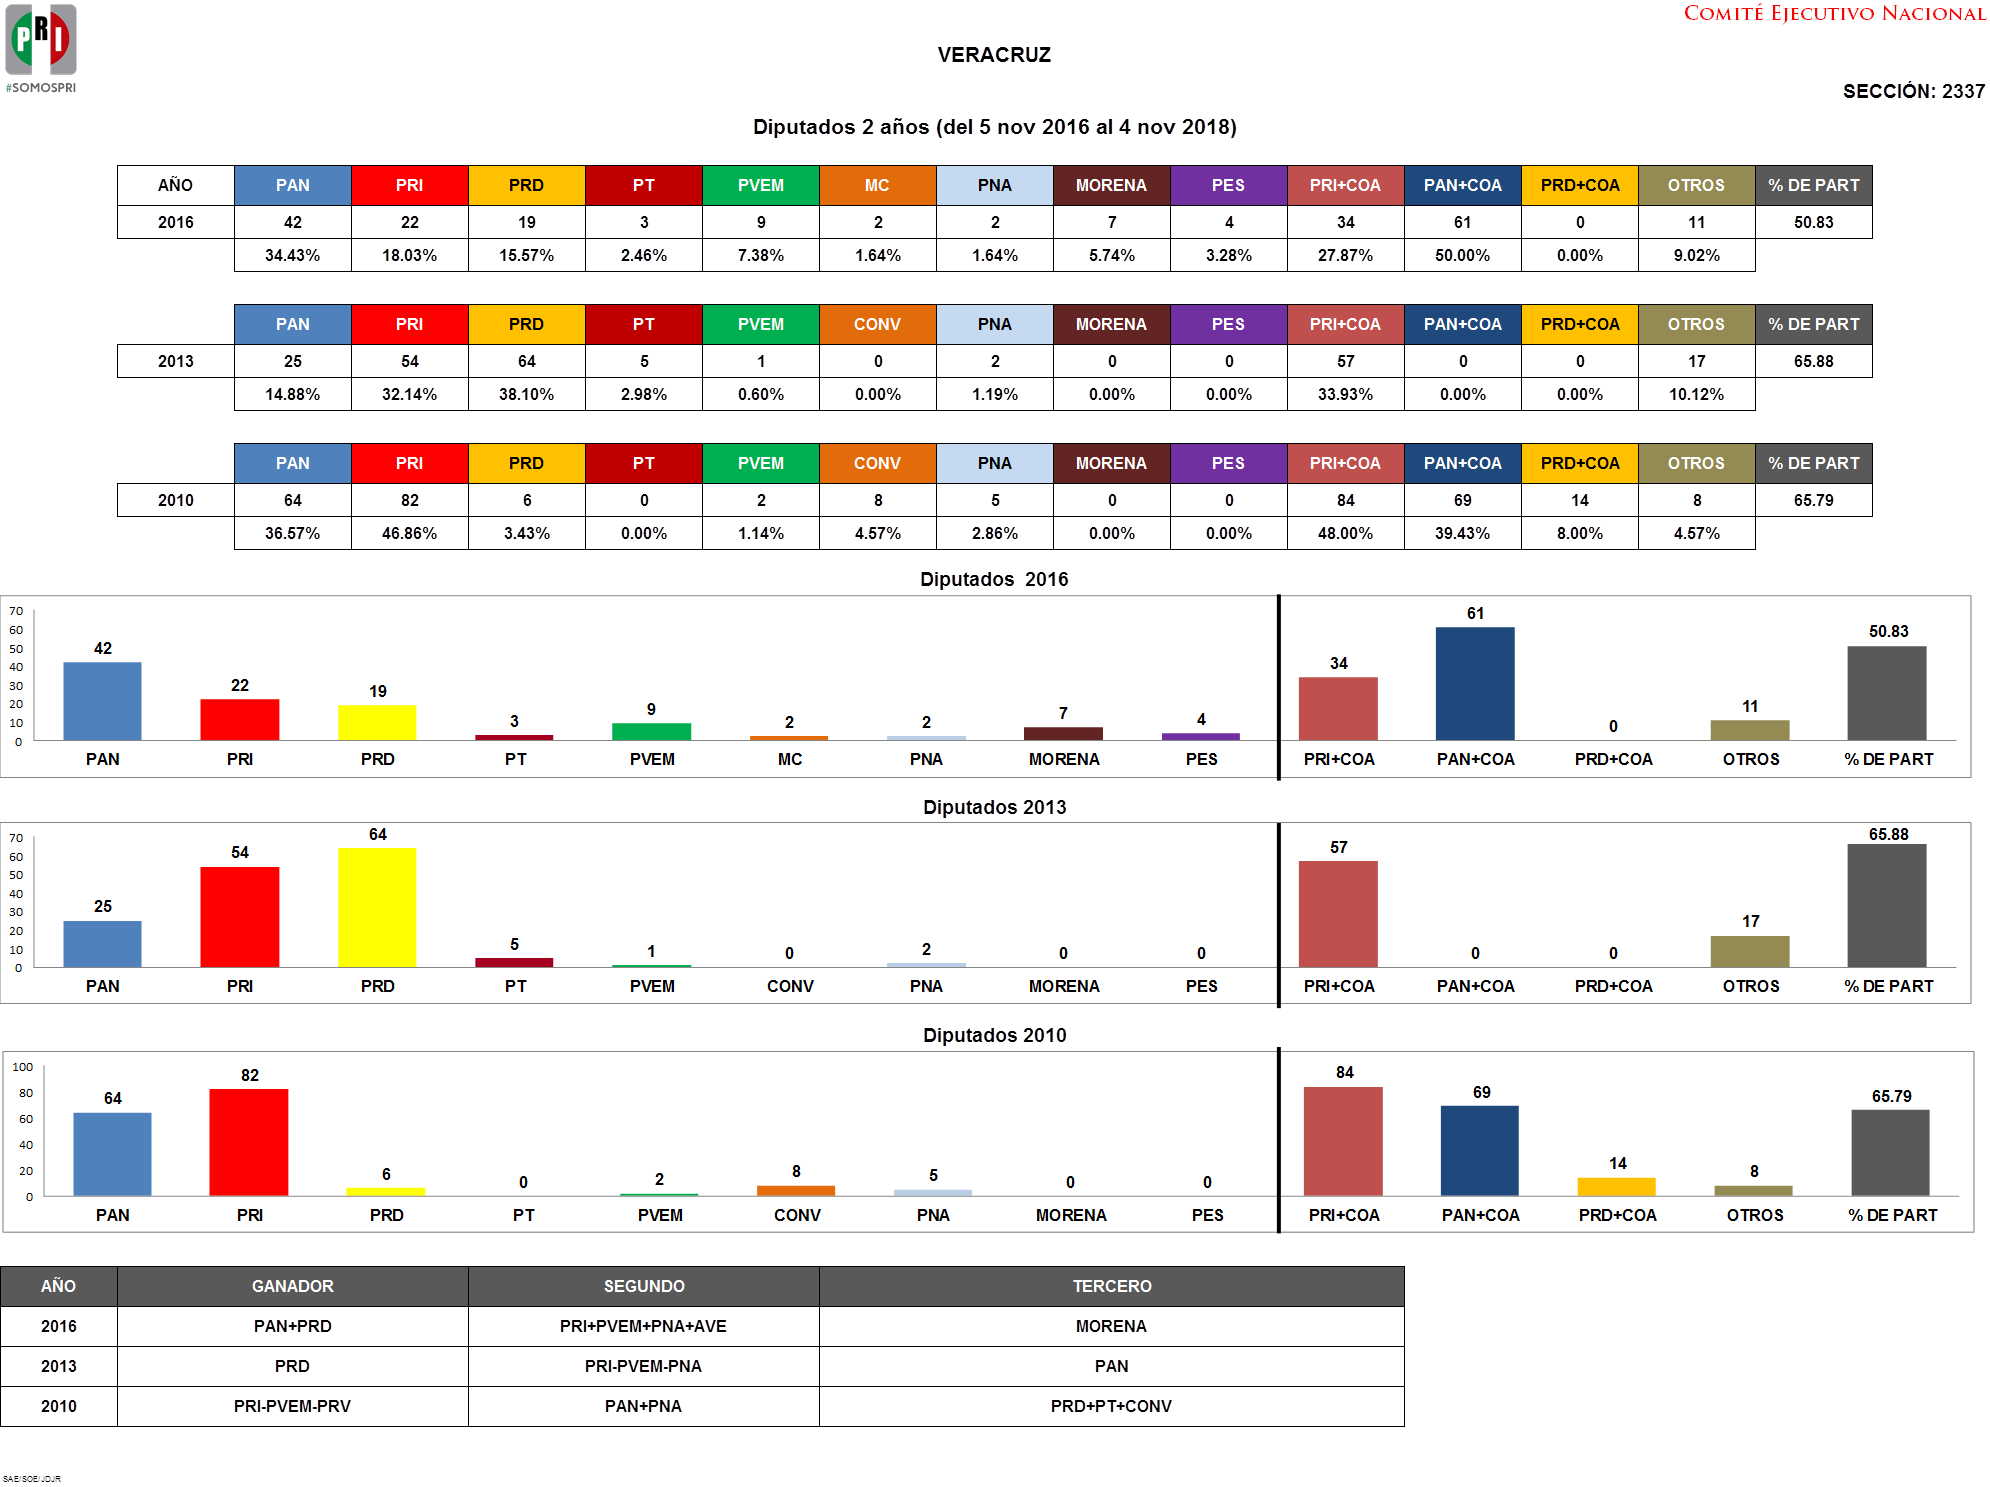 PRI
#SOMOSPRI
COMITÉ EJECUTIVO NACIONAL
VERACRUZ
SECCIÓN: 2337
Diputados 2 años (del 5 nov 2016 al 4 nov 2018)
AÑO PAN PRI PRD PT PVEM MC PNA MORENA PES PRI+COA PAN+COA PRD+COA OTROS % DE PART
2016 42 22 19 3 9 2 2 7 4 34 61 0 11 50.83
34.43% 18.03% 15.57% 2.46% 7.38% 1.64% 1.64% 5.74% 3.28% 27.87% 50.00% 0.00% 9.02%
PAN PRI PRD PT PVEM CONV PNA MORENA PES PRI+COA PAN+COA PRD+COA OTROS % DE PART
2013 25 54 64 5 1 0 2 0 0 57 0 0 17 65.88
14.88% 32.14% 38.10% 2.98% 0.60% 0.00% 1.19% 0.00% 0.00% 33.93% 0.00% 0.00% 10.12%
PAN PRI PRD PT PVEM CONV PNA MORENA PES PRI+COA PAN+COA PRD+COA OTROS % DE PART
2010 64 82 6 0 2 8 5 0 0 84 69 14 8 65.79
36.57% 46.86% 3.43% 0.00% 1.14% 4.57% 2.86% 0.00% 0.00% 48.00% 39.43% 8.00% 4.57%
Diputados 2016
70
60
50
40
30
20
10
0
42 22 19 3 9 2 2 7 4 34 61 0 11 50.83
PAN PRI PRD PT PVEM MC PNA MORENA PES PRI+COA PAN+COA PRD+COA OTROS % DE PART
Diputados 2013
70
60
50
40
30
20
10
0
25 54 64 5 1 0 2 0 0 57 0 0 17 65.88
PAN PRI PRD PT PVEM CONV PNA MORENA PES PRI+COA PAN+COA PRD+COA OTROS % DE PART
Diputados 2010
100
80
60
40
20
0
64 82 6 0 2 8 5 0 0 84 69 14 8 65.79
PAN PRI PRD PT PVEM CONV PNA MORENA PES PRI+COA PAN+COA PRD+COA OTROS % DE PART
AÑO GANADOR SEGUNDO TERCERO
2016 PAN+PRD PRI+PVEM+PNA+AVE MORENA
2013 PRD PRI-PVEM-PNA PAN
2010 PRI-PVEM-PRV PAN+PNA PRD+PT+CONV
SAE/SOE/JDJR